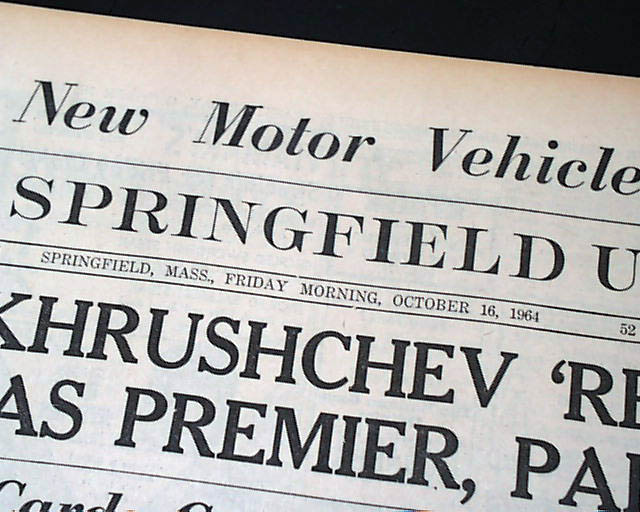 New Motor Vehicle
SPRINGFIELD U
SPRINGFIELD, MASS., FRIDAY MORNING, OCTOBER 16, 1964
52
KHRUSHCHEV ‘RE
AS PREMIER, PA